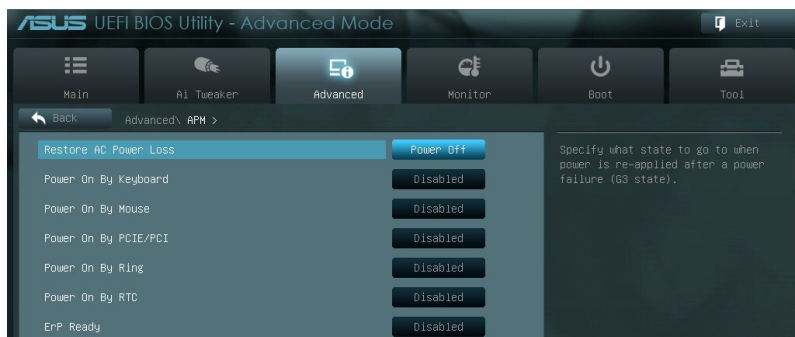 ASUS UEFI BIOS Utility - Advanced Mode
Exit
Main
Ai Tweaker
Advanced
Monitor
Boot
Tool
Back
Advanced\ APM >
Restore AC Power Loss
Power Off
Specify what state to go to when
power is re-applied after a power
failure (G3 state).
Power On By Keyboard
Disabled
Power On By Mouse
Disabled
Power On By PCIE/PCI
Disabled
Power On By Ring
Disabled
Power On By RTC
Disabled
ErP Ready
Disabled